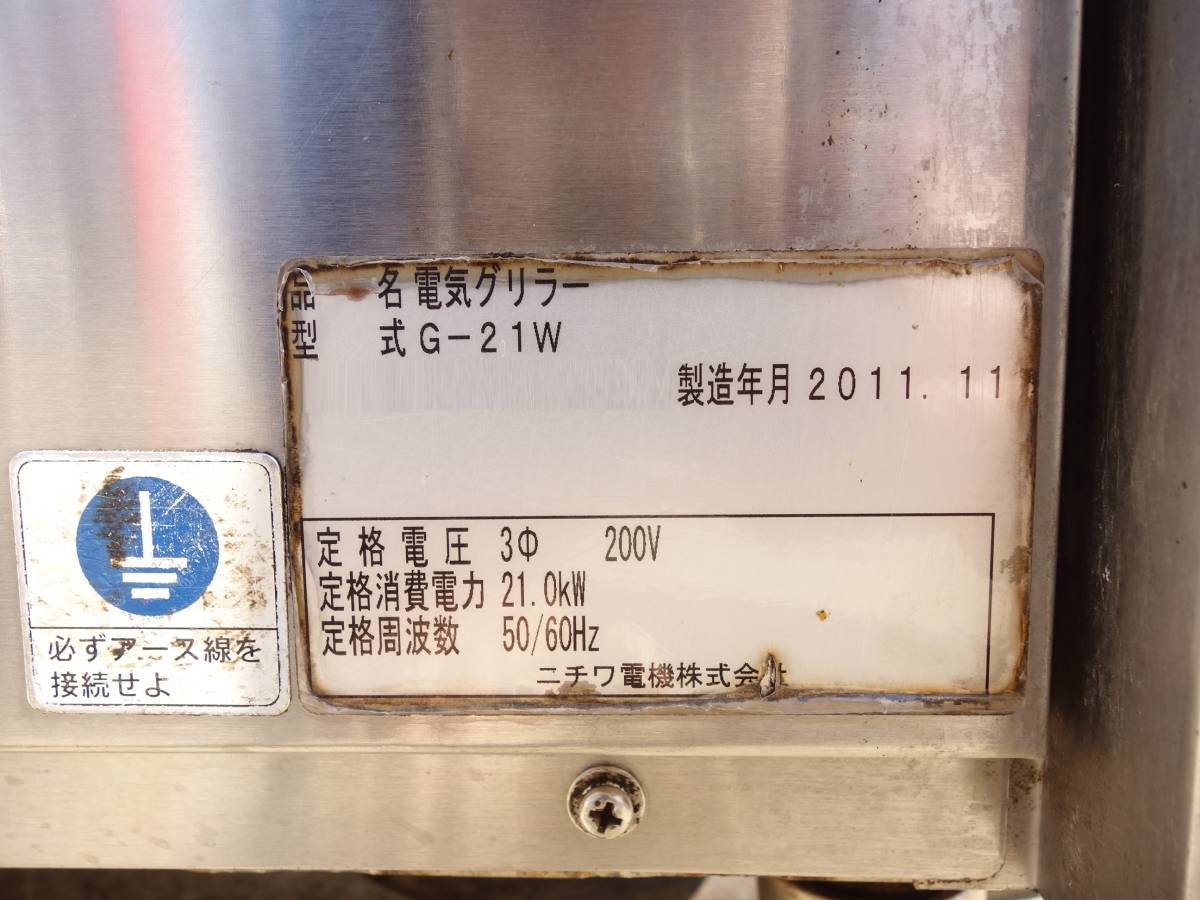 品 名 電気グリラー
型 式 G-21W
製造年月 2011. 11
定格電圧 3Φ 200V
定格消費電力 21.0kW
定格周波数 50/60Hz
ニチワ電機株式会社
必ずアース線を
接続せよ